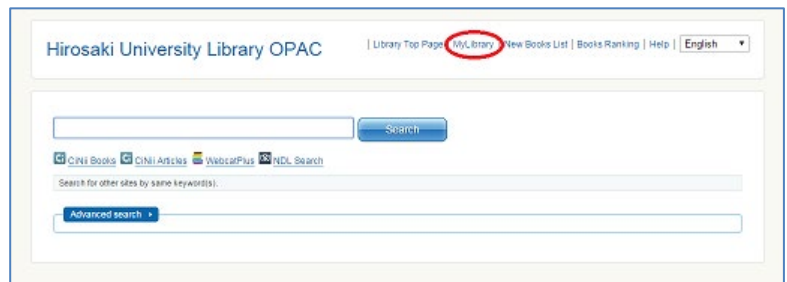 Hirosaki University Library OPAC
| Library Top Page | MyLibrary | New Books List | Books Ranking | Help | English
Search
CiNii Books CiNii Articles WebcatPlus NDL Search
Search for other sites by same keyword(s).
Advanced search